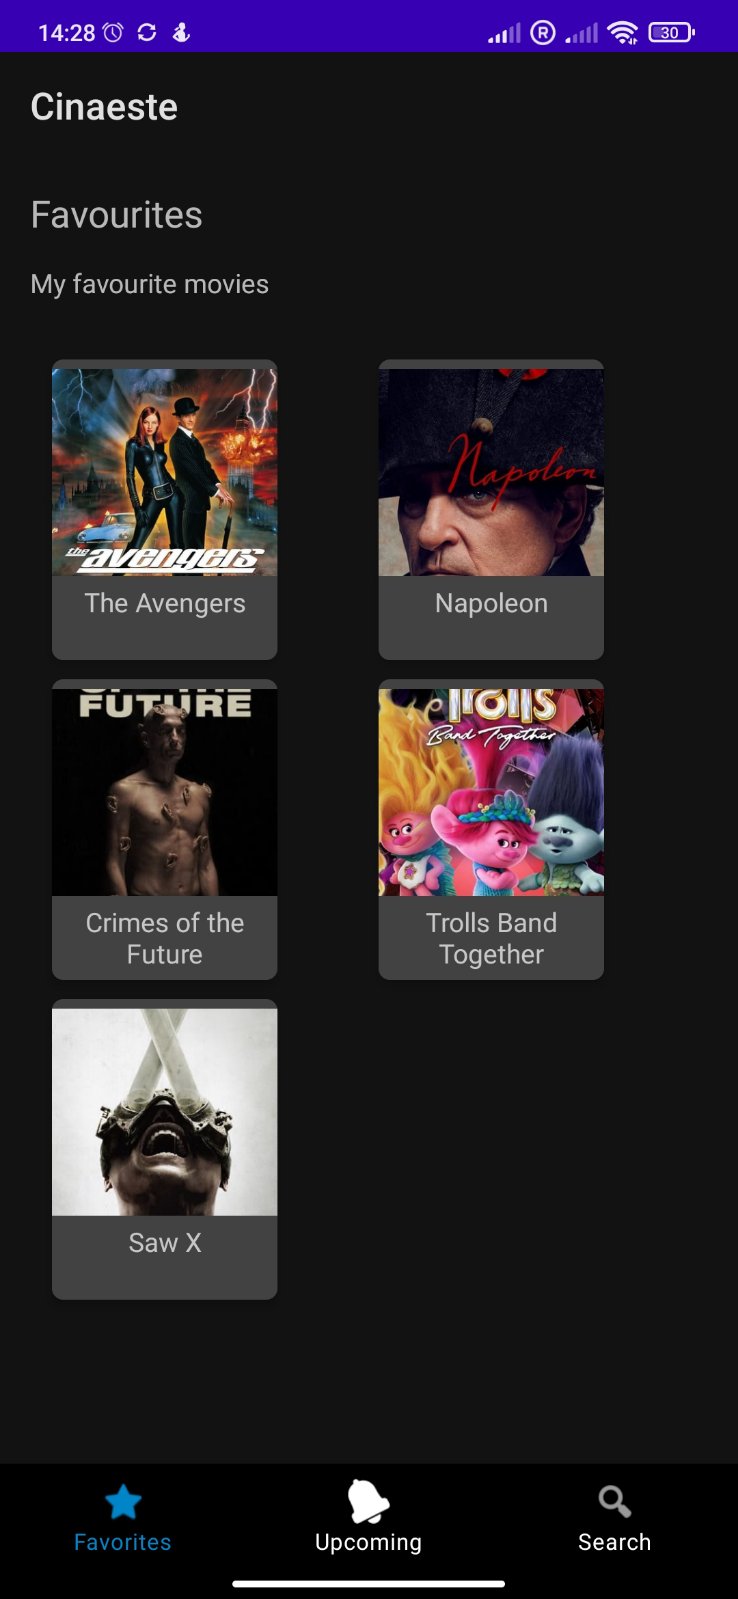 14:28
R
30
Cinaeste
Favourites
My favourite movies
the avengers
Napoleon
The Avengers
Napoleon
FUTURE
Trolls
Band Together
Crimes of the
Future
Trolls Band
Together
Saw X
Favorites
Upcoming
Search